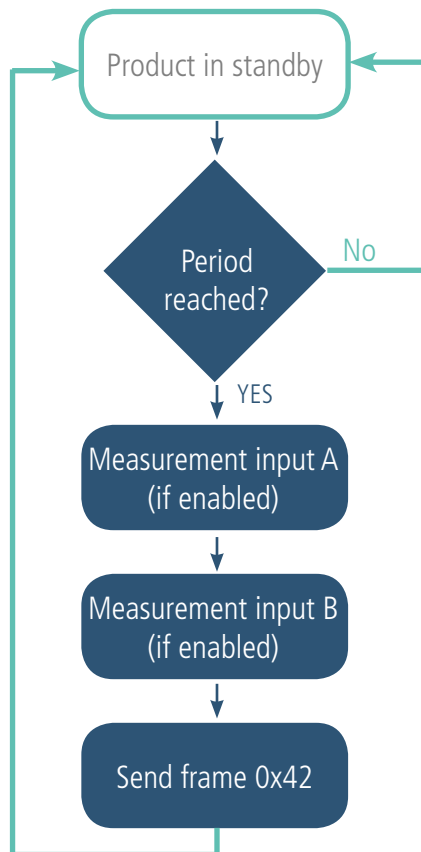 Product in standby
Period
reached?
No
YES
Measurement input A
(if enabled)
Measurement input B
(if enabled)
Send frame 0x42